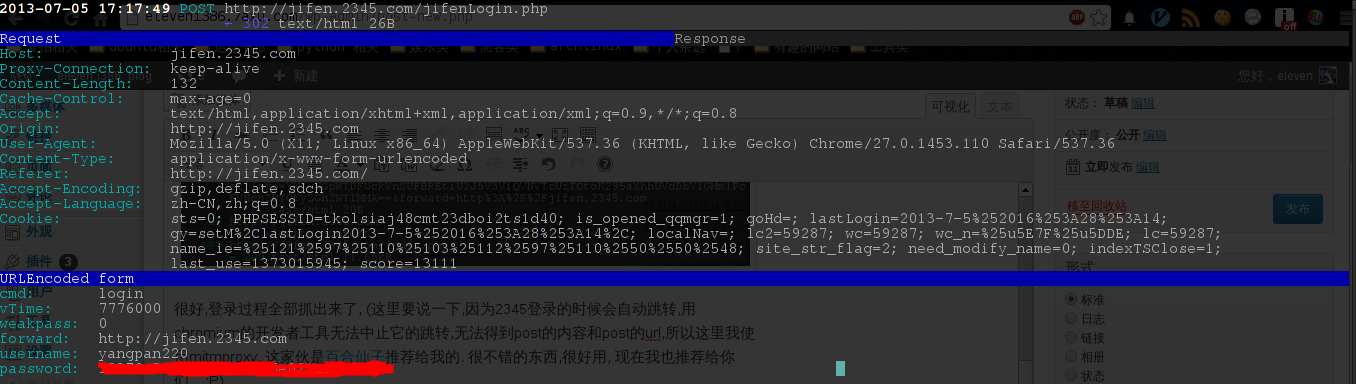 2013-07-05 17:17:49 POST http://jifen.2345.com/jifenLogin.php
- 302 text/html 26B
Request Response
Host: jifen.2345.com
Proxy-Connection: keep-alive
Content-Length: 132
Cache-Control: max-age=0
Accept: text/html,application/xhtml+xml,application/xml;q=0.9,*/*;q=0.8
Origin: http://jifen.2345.com
User-Agent: Mozilla/5.0 (X11; Linux x86_64) AppleWebKit/537.36 (KHTML, like Gecko) Chrome/27.0.1453.110 Safari/537.36
Content-Type: application/x-www-form-urlencoded
Referer: http://jifen.2345.com/
Accept-Encoding: gzip,deflate,sdch
Accept-Language: zh-CN,zh;q=0.8
Cookie: sts=0; PHPSESSID=tkolsiaj48cmt23dboi2ts1d40; is_opened_qqmgr=1; goHd=; lastLogin=2013-7-5%252016%253A28%253A14;
qy=setM%2ClastLogin2013-7-5%252016%253A28%253A14%2C; localNav=; lc2=59287; wc=59287; wc_n=%25u5E7F%25u5DDE; lc=59287;
name_ie=%25121%2597%25110%25103%25112%2597%25110%2550%2550%2548; site_str_flag=2; need_modify_name=0; indexTSClose=1;
last_use=1373015945; score=13111
URLEncoded form
cmd: login
vTime: 7776000
weakpass: 0
forward: http://jifen.2345.com
username: yangpan220
password:
新建
您好，eleven
可视化 文本
状态： 草稿 编辑
公开度： 公开 编辑
立即发布 编辑
移至回收站 发布
外观
插件 3
用户
形式
标准
日志
链接
相册
状态
很好,登录过程全部抓出来了, (这里要说一下,因为2345登录的时候会自动跳转,用
chromium的开发者工具无法中止它的跳转,无法得到post的内容和post的url,所以这里我使
用mitmproxy, 这家伙是百合仙子推荐给我的. 很不错的东西,很好用, 现在我也推荐给你